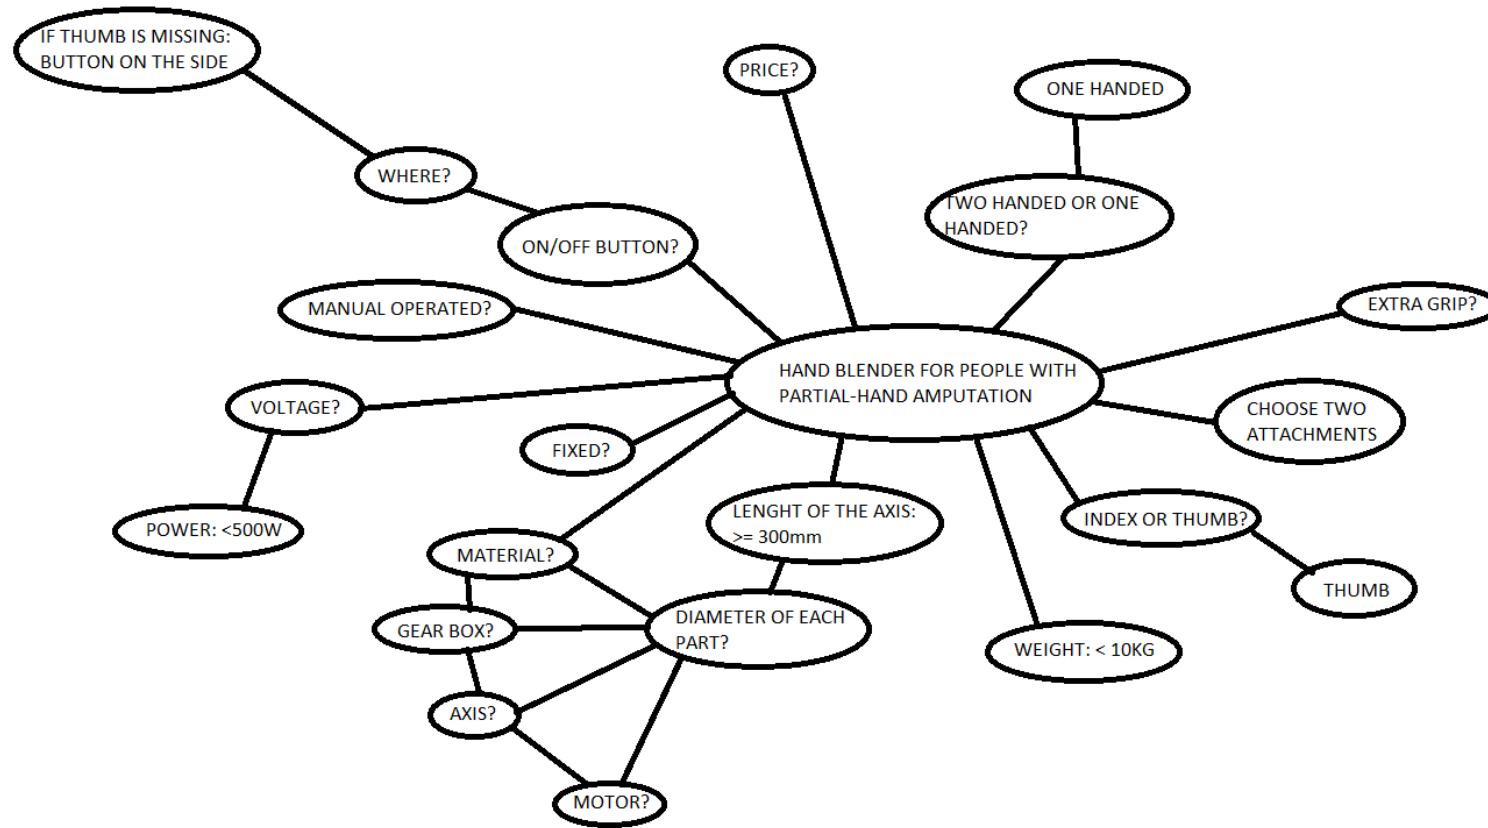 IF THUMB IS MISSING:
BUTTON ON THE SIDE
PRICE?
ONE HANDED
WHERE?
TWO HANDED OR ONE
HANDED?
ON/OFF BUTTON?
MANUAL OPERATED?
EXTRA GRIP?
HAND BLENDER FOR PEOPLE WITH
PARTIAL-HAND AMPUTATION
VOLTAGE?
CHOOSE TWO
ATTACHMENTS
FIXED?
LENGHT OF THE AXIS:
>= 300mm
INDEX OR THUMB?
POWER: <500W
MATERIAL?
THUMB
DIAMETER OF EACH
PART?
GEAR BOX?
WEIGHT: < 10KG
AXIS?
MOTOR?